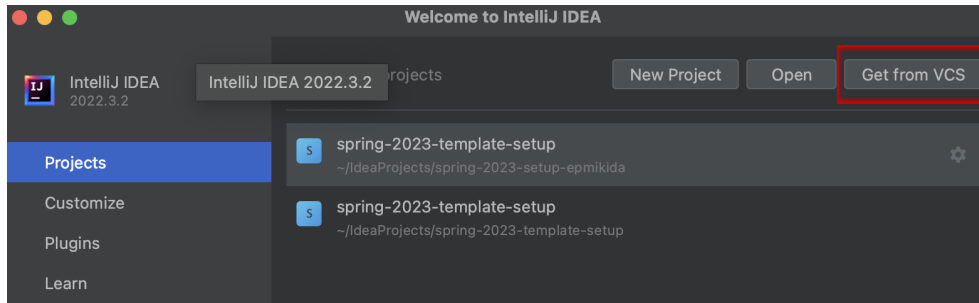 Welcome to IntelliJ IDEA
IJ
IntelliJ IDEA
2022.3.2
IntelliJ IDEA 2022.3.2
rojects
New Project
Open
Get from VCS
Projects
Customize
Plugins
Learn
S
spring-2023-template-setup
~/IdeaProjects/spring-2023-setup-epmikida
S
spring-2023-template-setup
~/IdeaProjects/spring-2023-template-setup